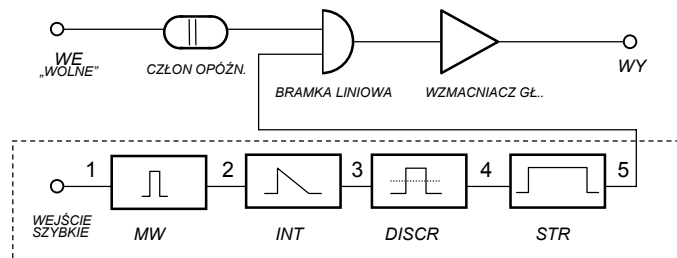 WE
„WOLNE”
CZŁON OPÓŹN.
BRAMKA LINIOWA
WZMACNIACZ GŁ..
WY
1
2
3
4
5
WEJŚCIE
SZYBKIE
MW
INT
DISCR
STR